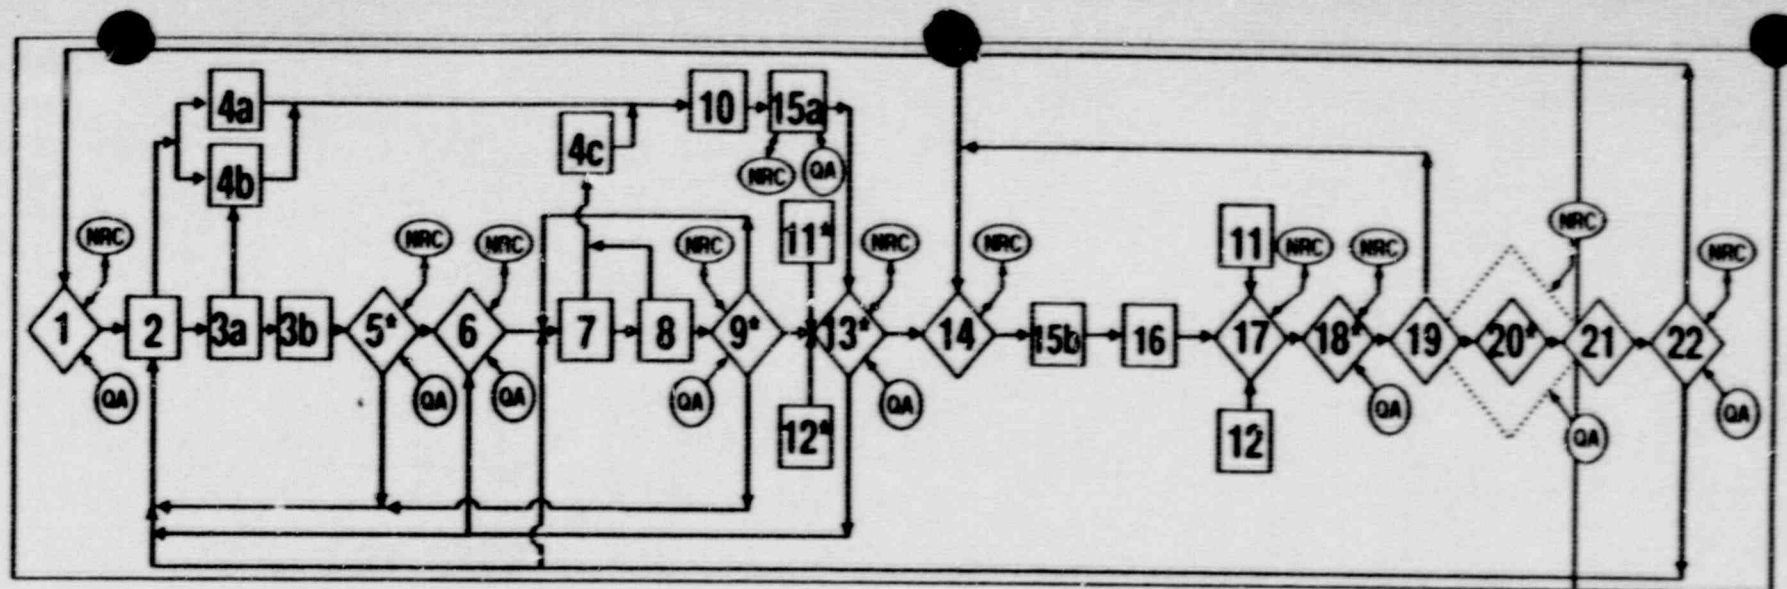 4a
10
15a
4c
4b
NRC
QA
NRC
NRC
NRC
NRC
11*
NRC
NRC
11
NRC
NRC
NRC
NRC
1
2
3a
3b
5*
6
7
8
9*
13*
14
15b
16
17
18*
19
20*
21
22
QA
QA
QA
QA
12*
QA
12
QA
QA
QA